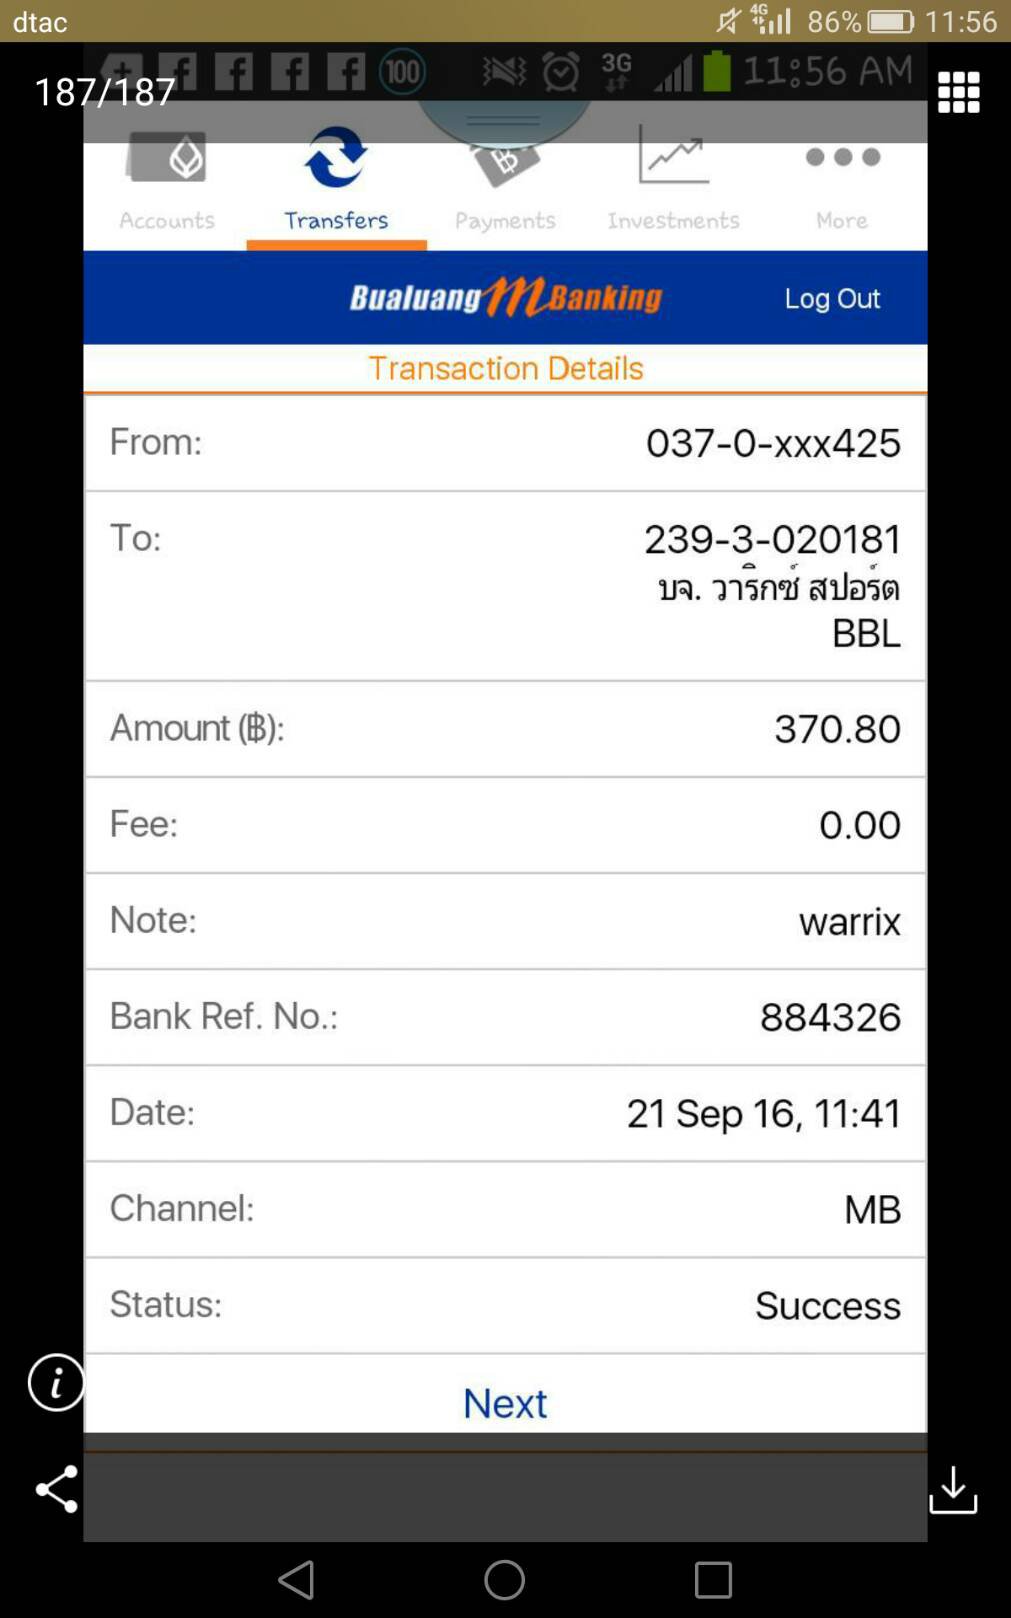 dtac
4G 86% 11:56
187/187
100 3G 11:56 AM
Accounts Transfers Payments Investments More
Bualuang mBanking Log Out
Transaction Details
From: 037-0-xxx425
To: 239-3-020181
บจ. วาริกซ์ สปอร์ต
BBL
Amount (฿): 370.80
Fee: 0.00
Note: warrix
Bank Ref. No.: 884326
Date: 21 Sep 16, 11:41
Channel: MB
Status: Success
Next